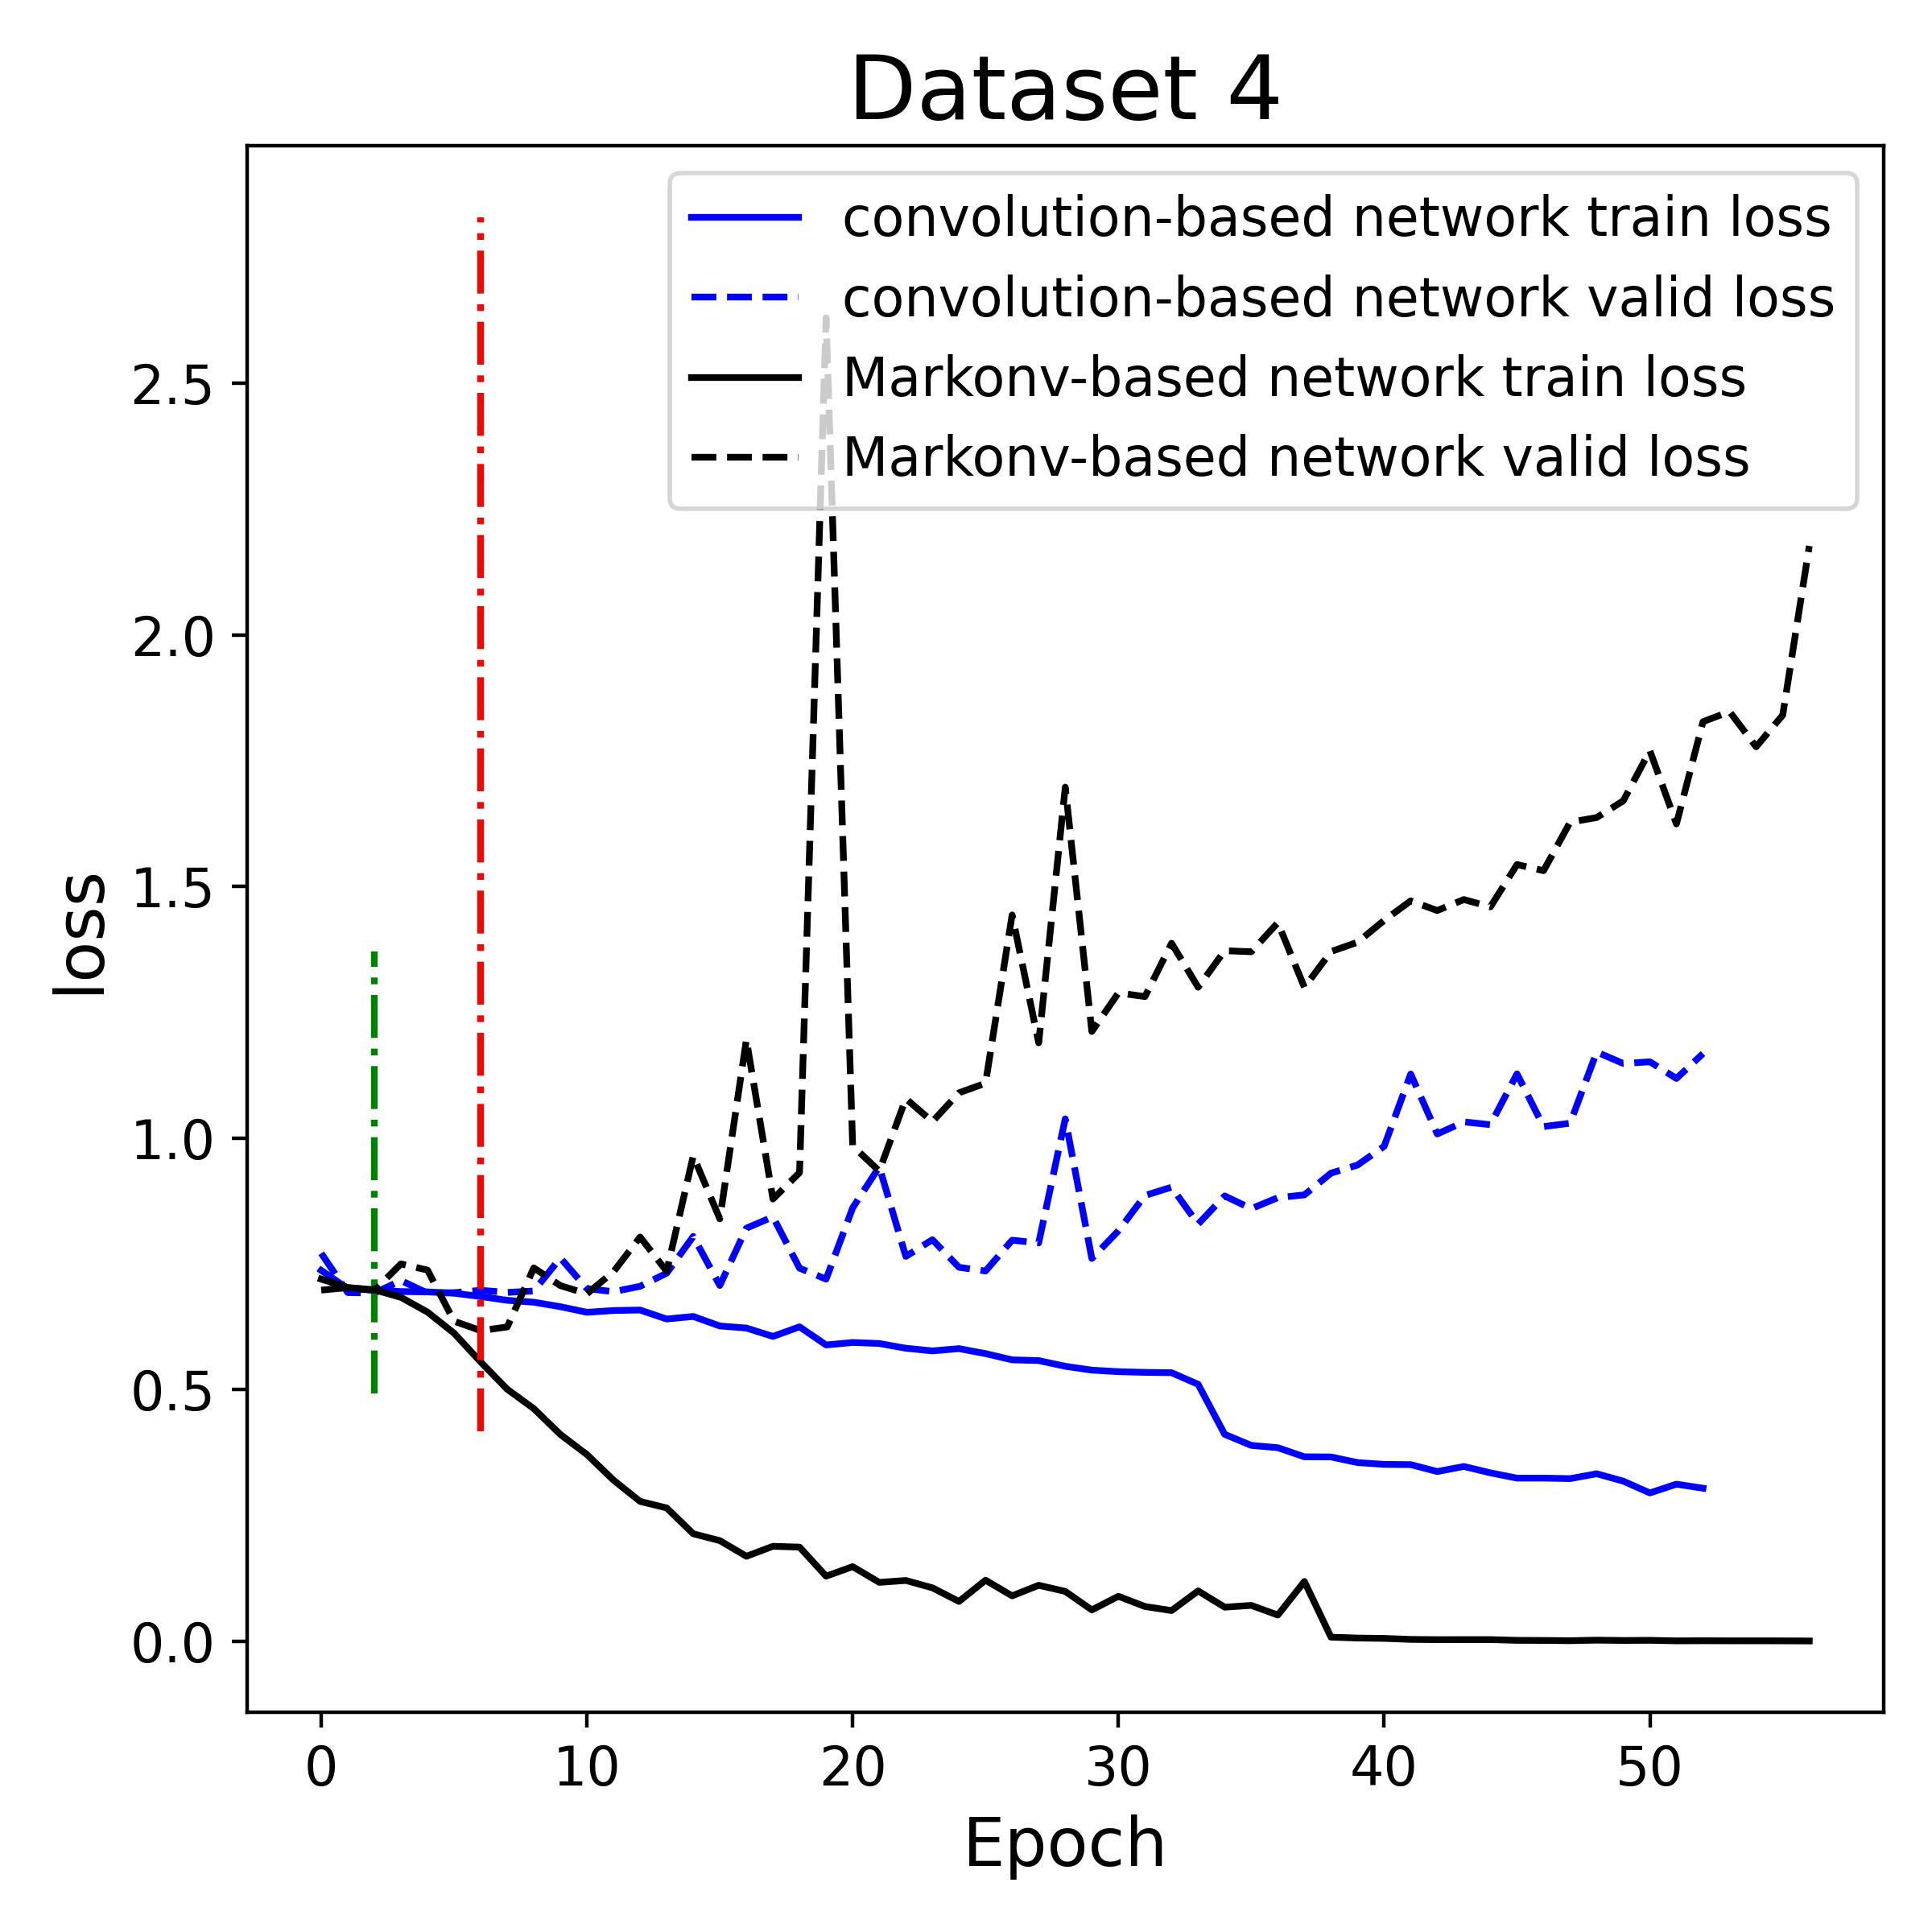 Dataset 4
convolution-based network train loss
convolution-based network valid loss
Markonv-based network train loss
Markonv-based network valid loss
loss
2.5
2.0
1.5
1.0
0.5
0.0
0 10 20 30 40 50
Epoch